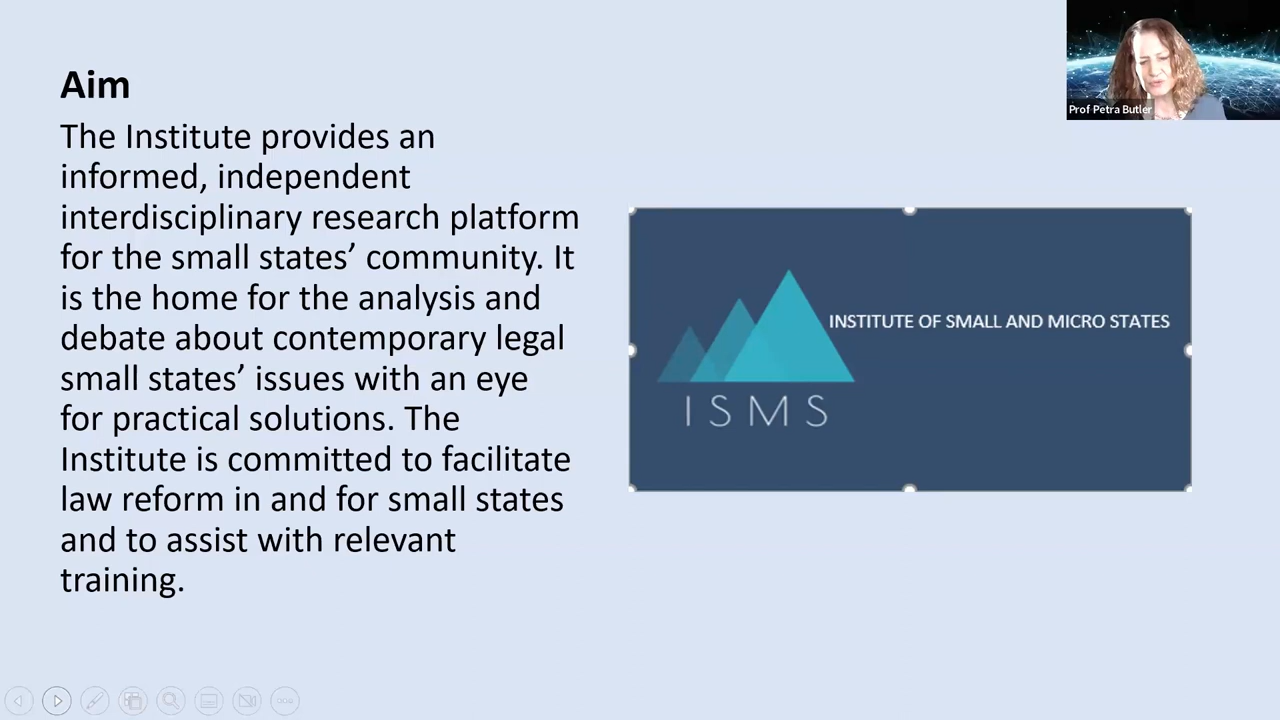 Aim
The Institute provides an
informed, independent
interdisciplinary research platform
for the small states’ community. It
is the home for the analysis and
debate about contemporary legal
small states’ issues with an eye
for practical solutions. The
Institute is committed to facilitate
law reform in and for small states
and to assist with relevant
training.
INSTITUTE OF SMALL AND MICRO STATES
ISMS
Prof Petra Butler